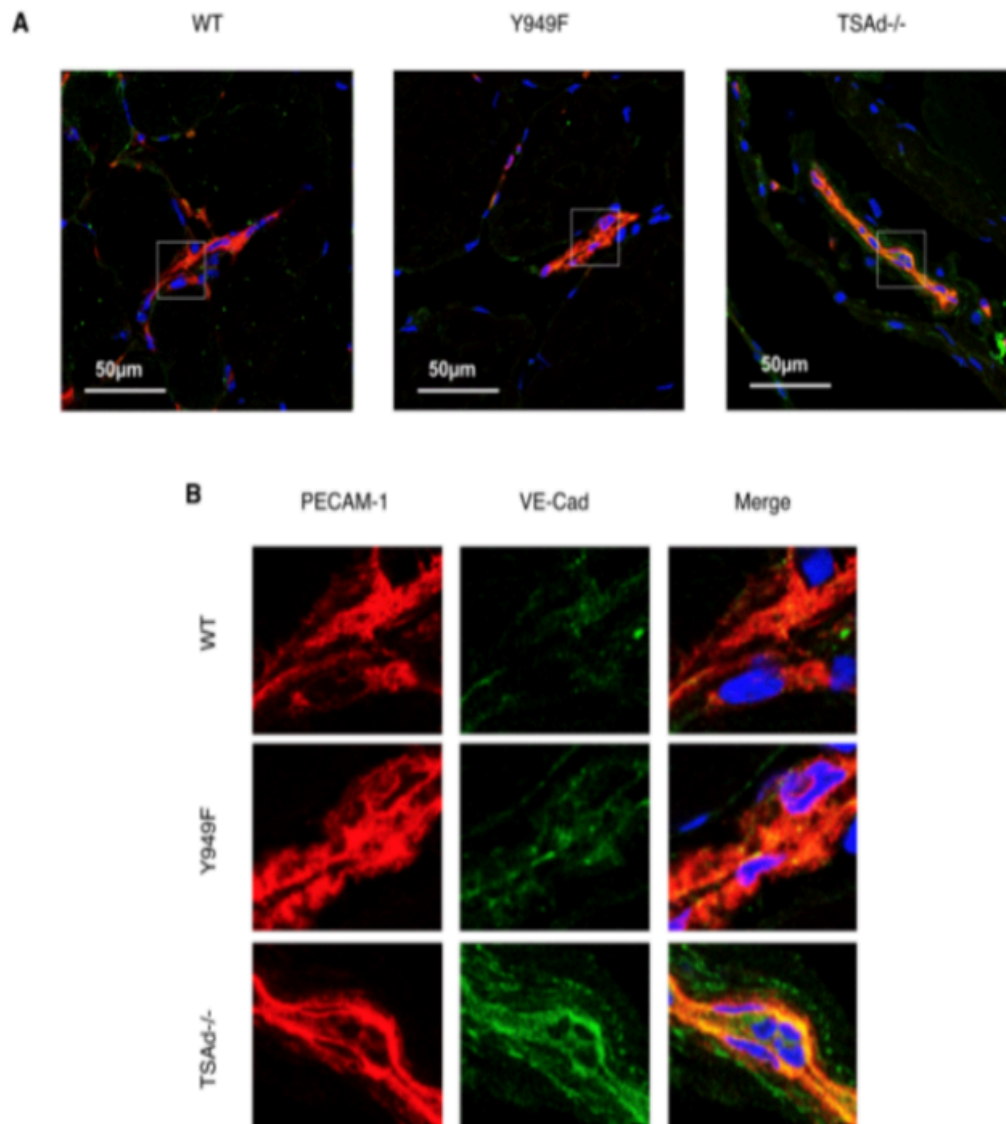 A
WT Y949F TSAd-/-
50µm 50µm 50µm
B
PECAM-1 VE-Cad Merge
WT
Y949F
TSAd-/-